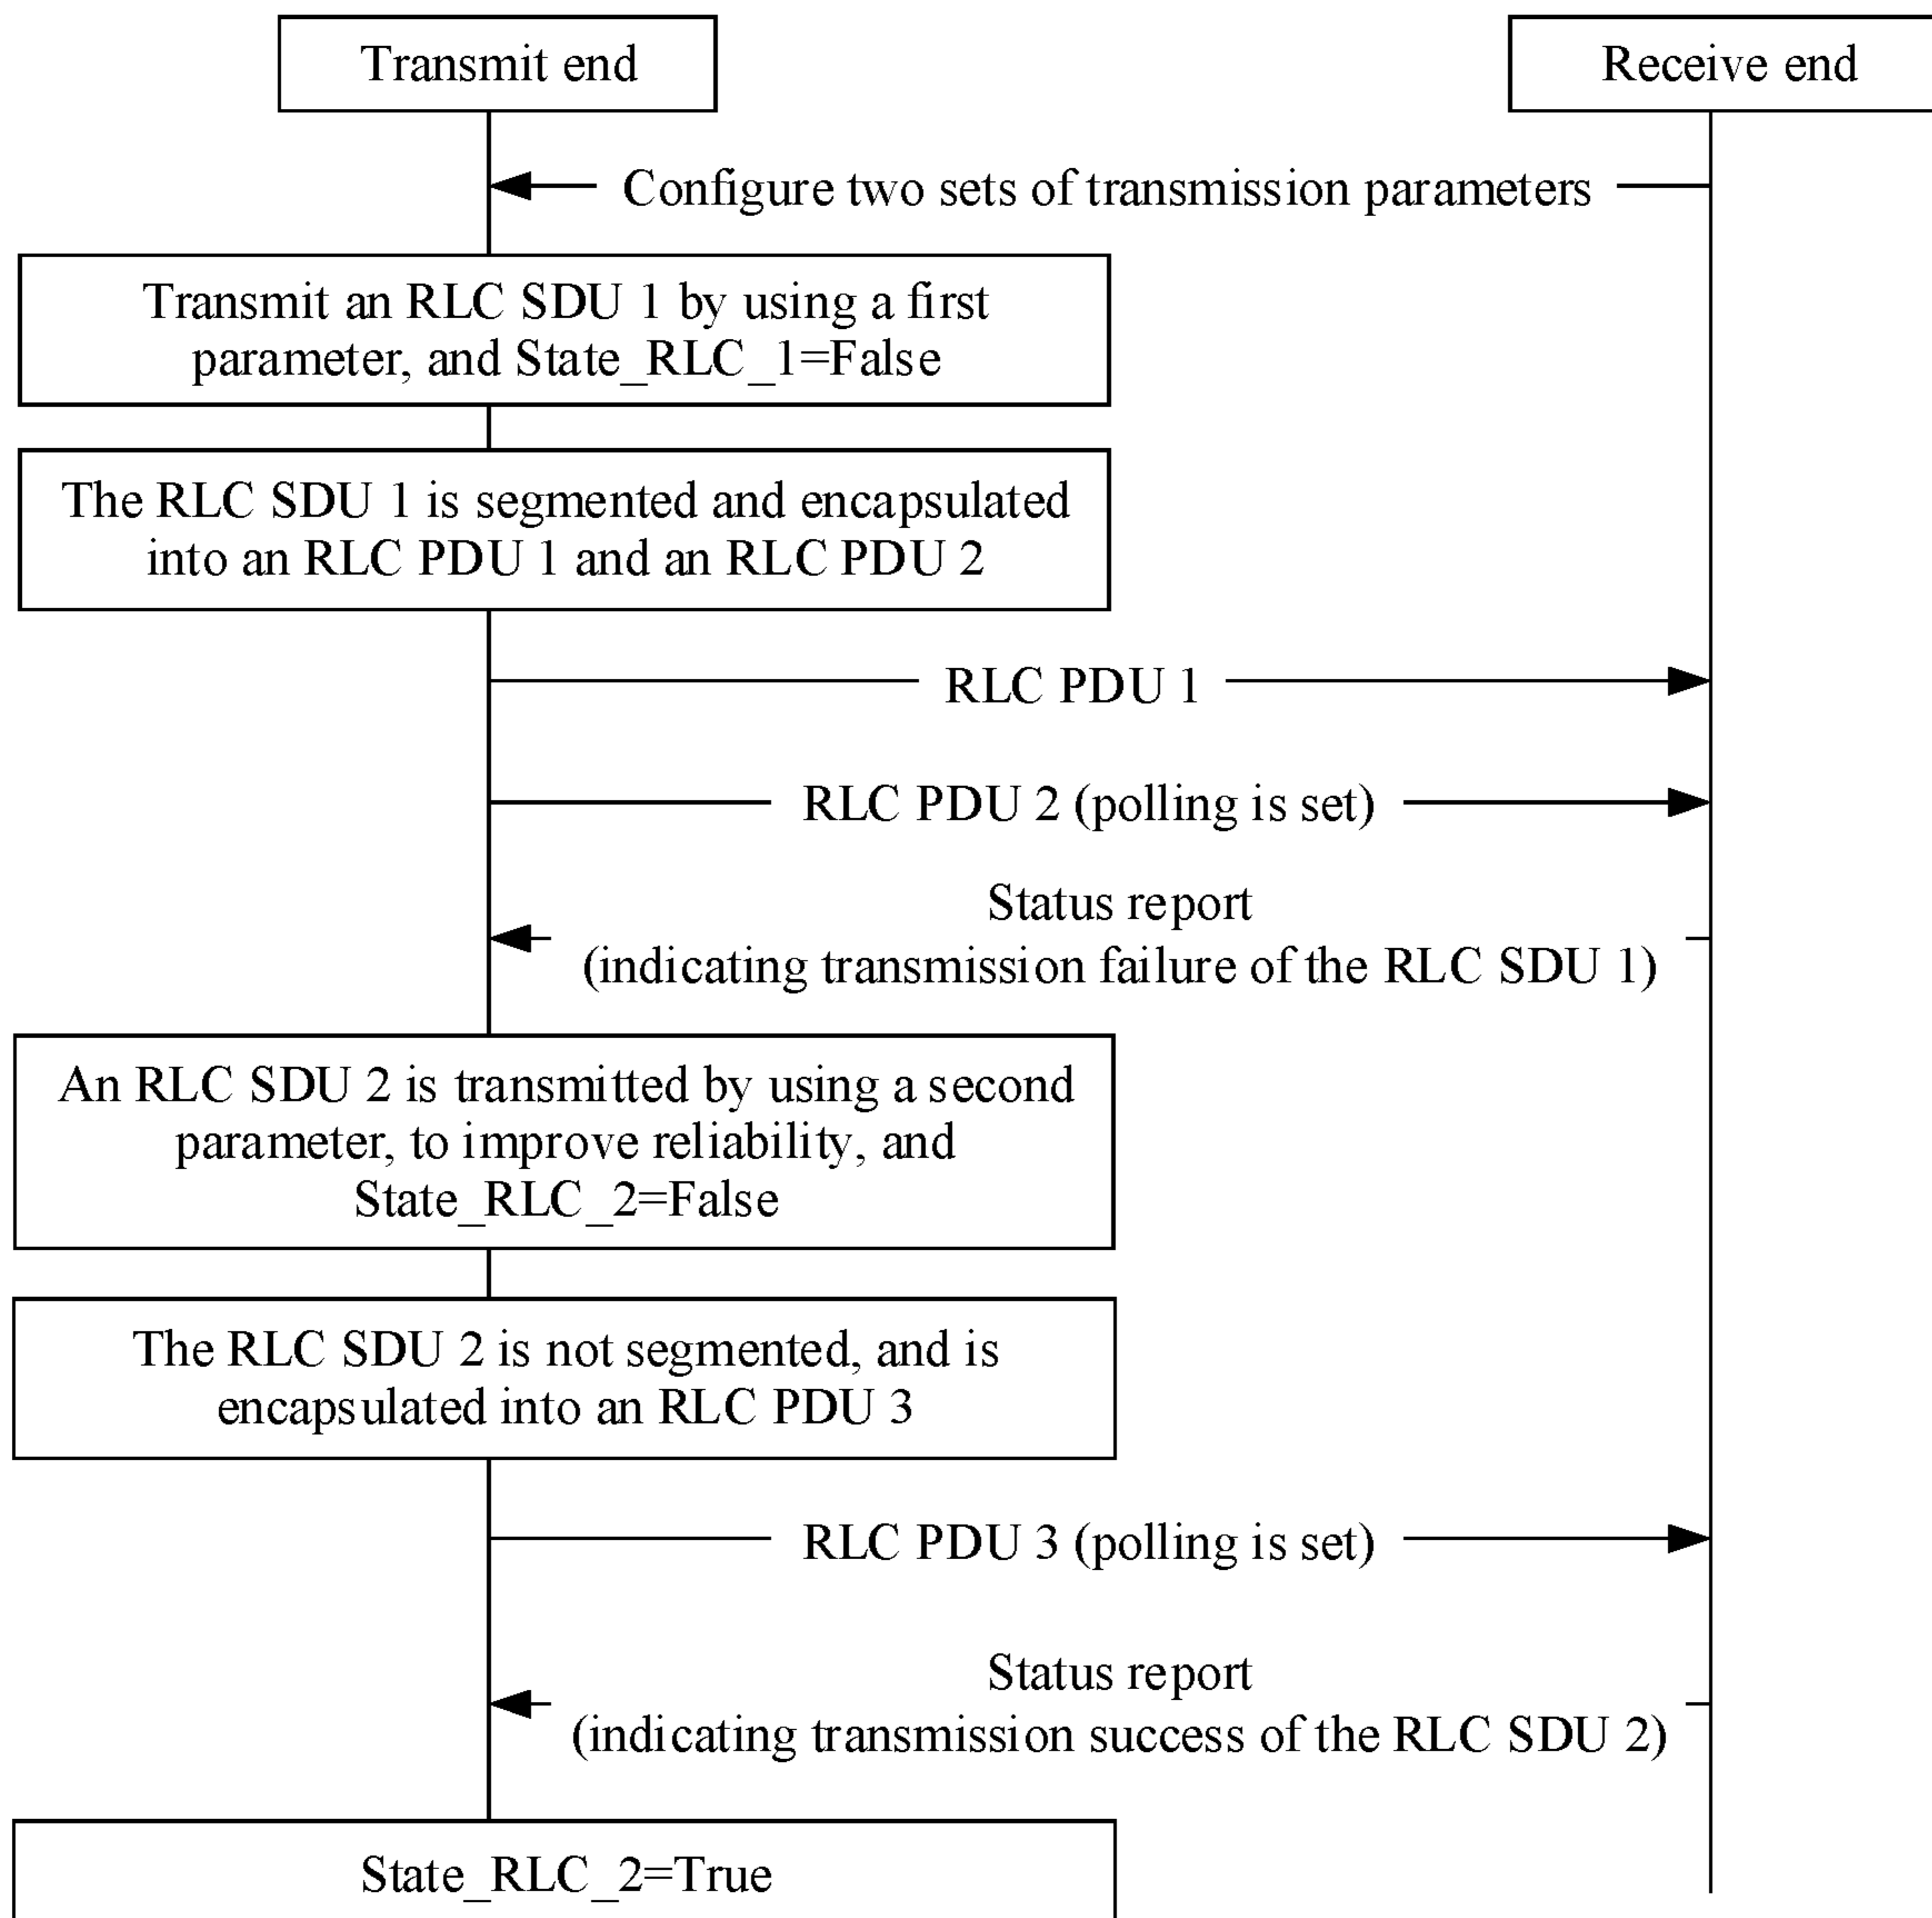 Transmit end
Receive end
Configure two sets of transmission parameters
Transmit an RLC SDU 1 by using a first
parameter, and State_RLC_1=False
The RLC SDU 1 is segmented and encapsulated
into an RLC PDU 1 and an RLC PDU 2
RLC PDU 1
RLC PDU 2 (polling is set)
Status report
(indicating transmission failure of the RLC SDU 1)
An RLC SDU 2 is transmitted by using a second
parameter, to improve reliability, and
State_RLC_2=False
The RLC SDU 2 is not segmented, and is
encapsulated into an RLC PDU 3
RLC PDU 3 (polling is set)
Status report
(indicating transmission success of the RLC SDU 2)
State_RLC_2=True